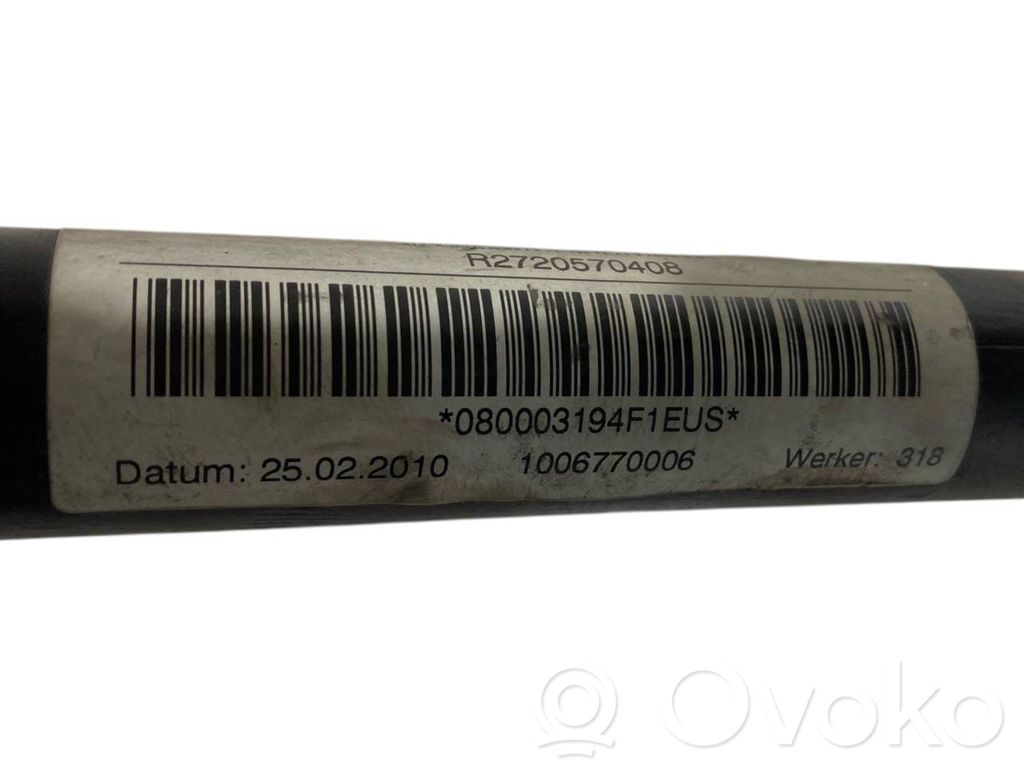 R2720570408
*080003194F1EUS*
Datum: 25.02.2010 1006770006 Werker: 318
Ovoko